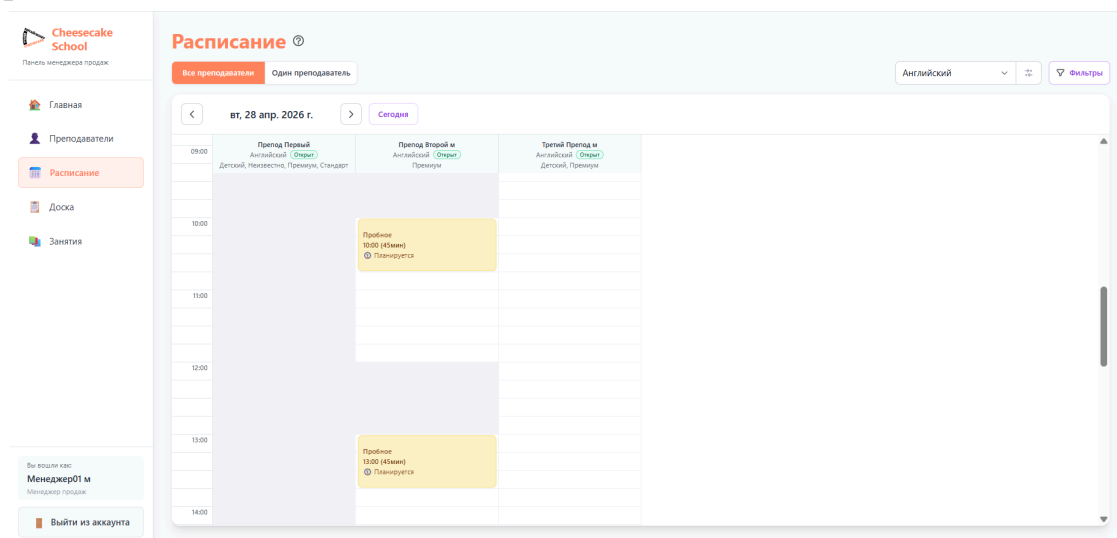 Cheesecake
School
Панель менеджера продаж
Главная
Преподаватели
Расписание
Доска
Занятия
Вы вошли как:
Менеджер01 м
Менеджер продаж
Выйти из аккаунта
Расписание
Все преподаватели Один преподаватель
Английский
Фильтры
вт, 28 апр. 2026 г.
Сегодня
09:00
Препод Первый
Английский Открыт
Детский, Неизвестно, Премиум, Стандарт
Препод Второй м
Английский Открыт
Премиум
Третий Препод м
Английский Открыт
Детский, Премиум
10:00
Пробное
10:00 (45мин)
Планируется
11:00
12:00
13:00
Пробное
13:00 (45мин)
Планируется
14:00